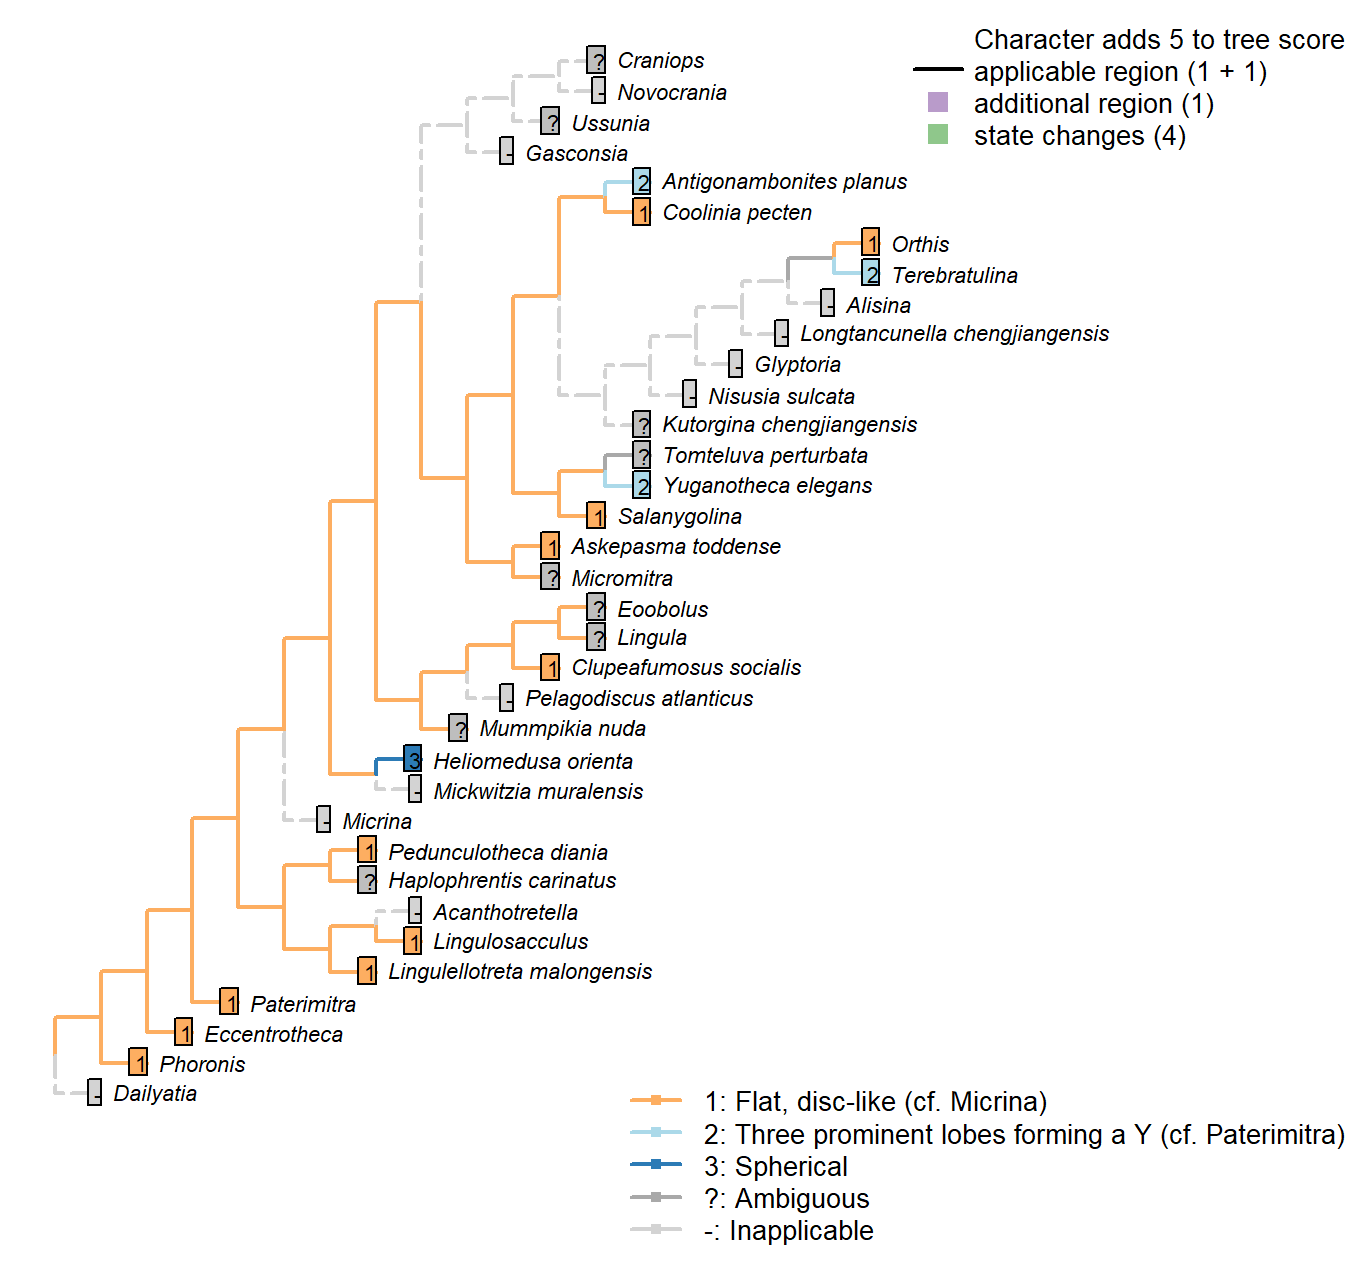 Character adds 5 to tree score
applicable region (1 + 1)
additional region (1)
state changes (4)
? Craniops
- Novocrania
? Ussunia
- Gasconsia
2 Antigonambonites planus
1 Coolinia pecten
1 Orthis
2 Terebratulina
- Alisina
- Longtancunella chengjiangensis
- Glyptoria
- Nisusia sulcata
? Kutorgina chengjiangensis
? Tomteluva perturbata
2 Yuganotheca elegans
1 Salanygolina
1 Askepasma toddense
? Micromitra
? Eoobolus
? Lingula
1 Clupeafumosus socialis
- Pelagodiscus atlanticus
? Mummpikia nuda
3 Heliomedusa orienta
- Mickwitzia muralensis
- Micrina
1 Pedunculotheca diania
? Haplophrentis carinatus
- Acanthotretella
1 Lingulosacculus
1 Lingulellotreta malongensis
1 Paterimitra
1 Eccentrotheca
1 Phoronis
- Dailyatia
1: Flat, disc-like (cf. Micrina)
2: Three prominent lobes forming a Y (cf. Paterimitra)
3: Spherical
?: Ambiguous
-: Inapplicable